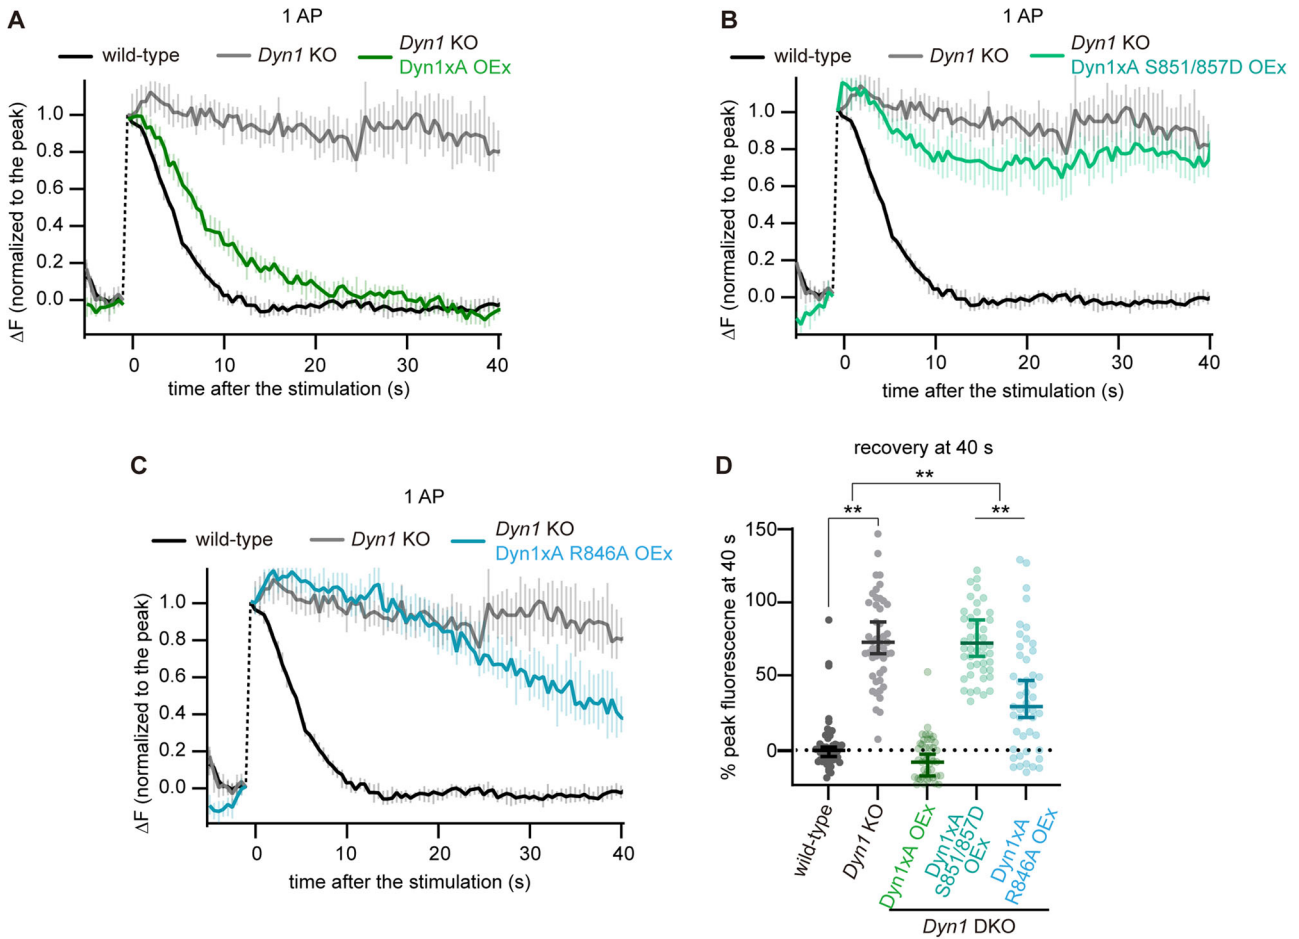 A
1 AP
wild-type
Dyn1 KO
Dyn1 KO
Dyn1xA OEx
ΔF (normalized to the peak)
1.0
0.8
0.6
0.4
0.2
0.0
0
10
20
30
40
time after the stimulation (s)
B
1 AP
wild-type
Dyn1 KO
Dyn1 KO
Dyn1xA S851/857D OEx
ΔF (normalized to the peak)
1.0
0.8
0.6
0.4
0.2
0.0
0
10
20
30
40
time after the stimulation (s)
C
1 AP
wild-type
Dyn1 KO
Dyn1 KO
Dyn1xA R846A OEx
ΔF (normalized to the peak)
1.0
0.8
0.6
0.4
0.2
0.0
0
10
20
30
40
time after the stimulation (s)
D
recovery at 40 s
**
**
**
% peak fluorescecne at 40 s
150
100
50
0
wild-type
Dyn1 KO
Dyn1xA OEx
Dyn1xA
S851/857D
OEx
Dyn1xA
R846A OEx
Dyn1 DKO